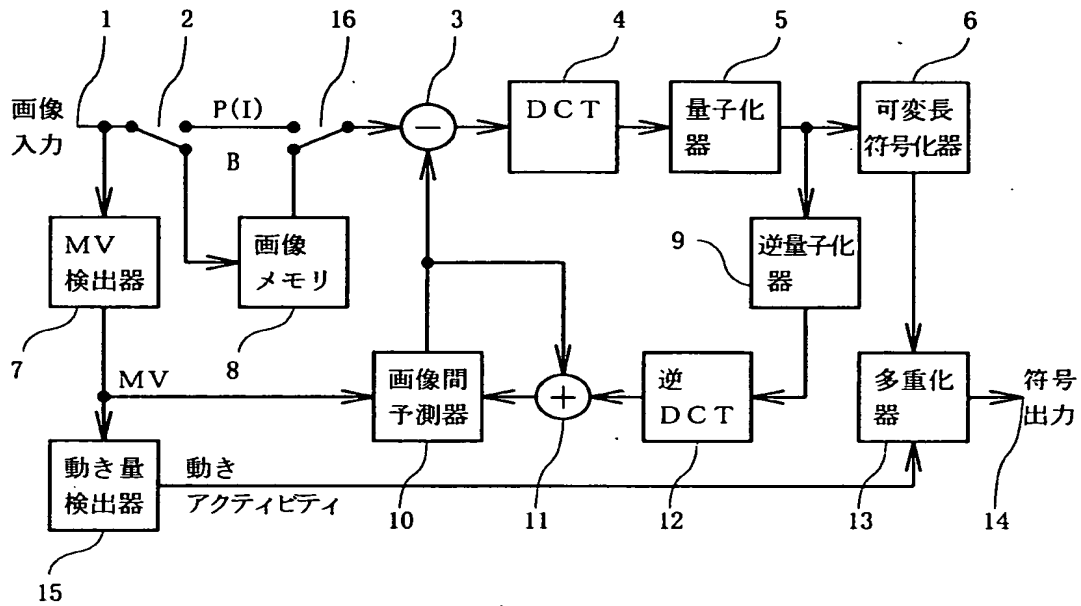 1
2
16
3
4
5
6
画像
入力
P(I)
B
−
DCT
量子化
器
可変長
符号化器
MV
検出器
画像
メモリ
9
逆量子化
器
7
8
MV
画像間
予測器
+
逆
DCT
多重化
器
符号
出力
動き量
検出器
動き
アクティビティ
10
11
12
13
14
15